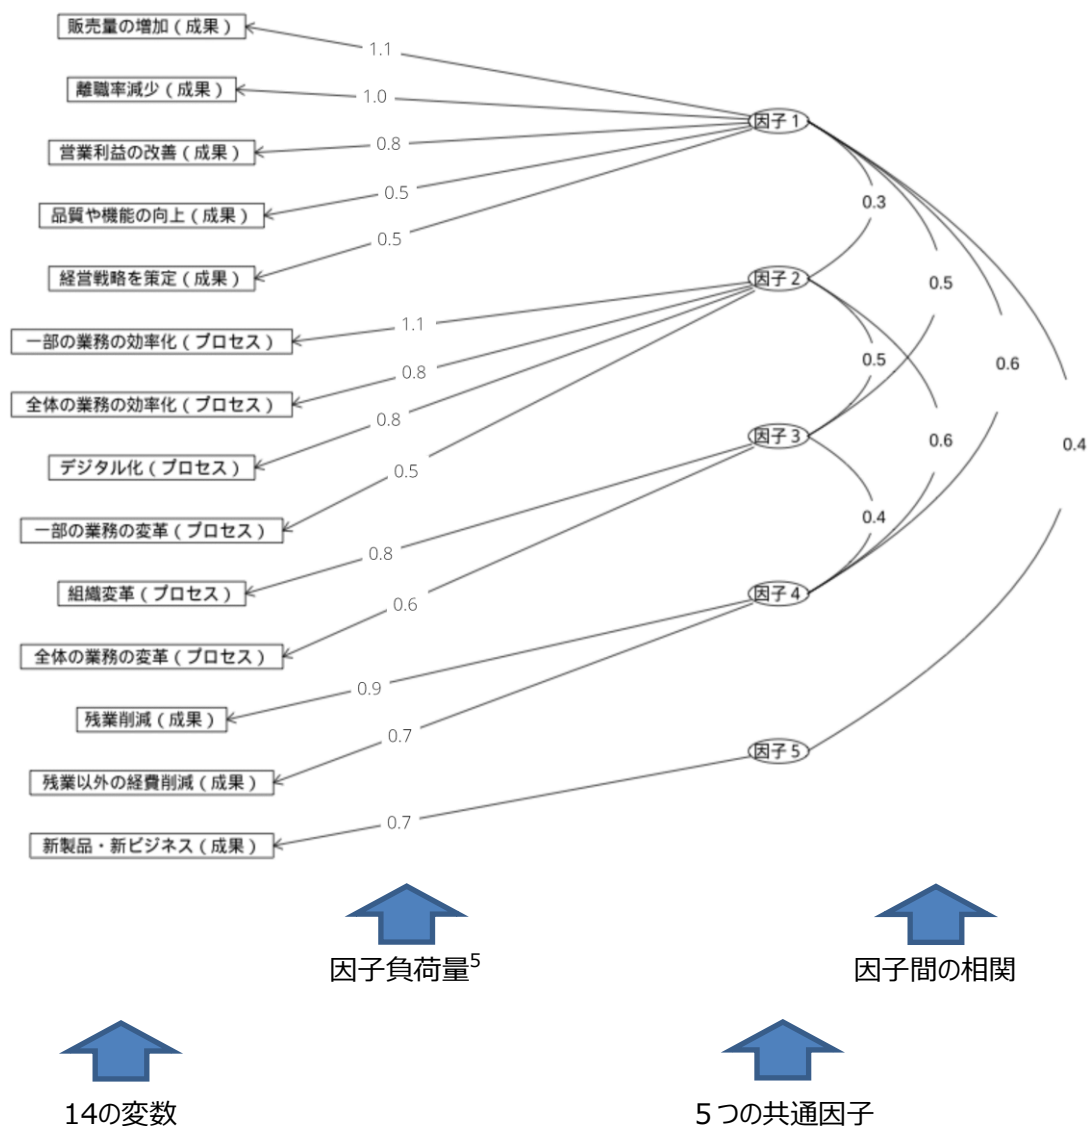 販売量の増加(成果)
1.1
離職率減少(成果)
1.0
因子1
営業利益の改善(成果)
0.8
品質や機能の向上(成果)
0.5
0.3
経営戦略を策定(成果)
0.5
因子2
0.5
一部の業務の効率化(プロセス)
1.1
0.5
0.6
全体の業務の効率化(プロセス)
0.8
デジタル化(プロセス)
0.8
因子3
0.6
0.4
一部の業務の変革(プロセス)
0.5
0.4
組織変革(プロセス)
0.8
因子4
全体の業務の変革(プロセス)
0.6
残業削減(成果)
0.9
残業以外の経費削減(成果)
0.7
因子5
新製品・新ビジネス(成果)
0.7
因子負荷量5
因子間の相関
14の変数
5つの共通因子